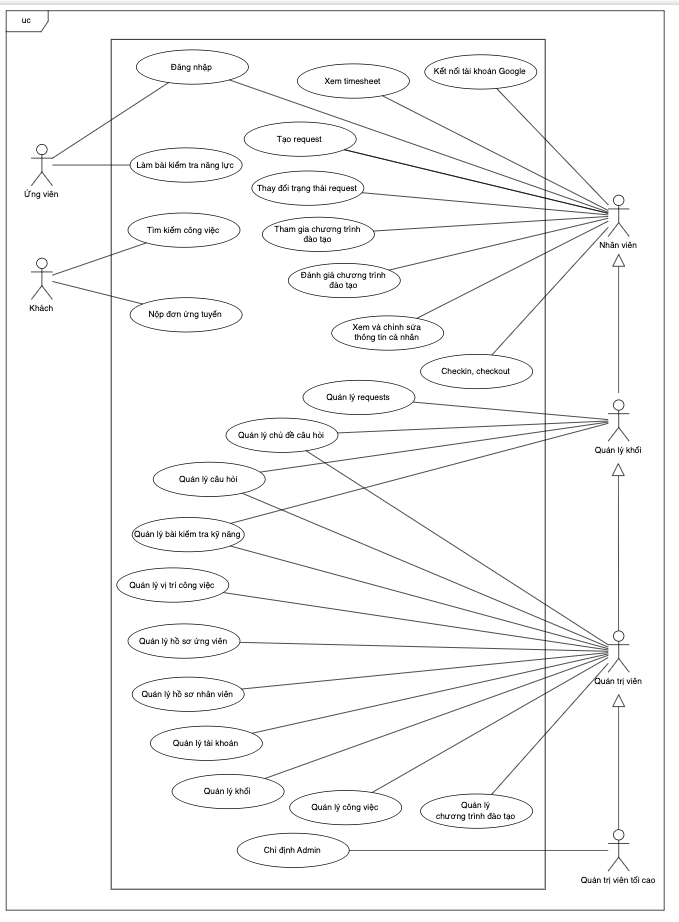 uc
Đăng nhập
Xem timesheet
Kết nối tài khoản Google
Tạo request
Làm bài kiểm tra năng lực
Ứng viên
Thay đổi trạng thái request
Tìm kiếm công việc
Tham gia chương trình
đào tạo
Nhân viên
Đánh giá chương trình
đào tạo
Khách
Nộp đơn ứng tuyển
Xem và chỉnh sửa
thông tin cá nhân
Checkin, checkout
Quản lý requests
Quản lý chủ đề câu hỏi
Quản lý khối
Quản lý câu hỏi
Quản lý bài kiểm tra kỹ năng
Quản lý vị trí công việc
Quản lý hồ sơ ứng viên
Quản trị viên
Quản lý hồ sơ nhân viên
Quản lý tài khoản
Quản lý khối
Quản lý công việc
Quản lý
chương trình đào tạo
Chỉ định Admin
Quản trị viên tối cao